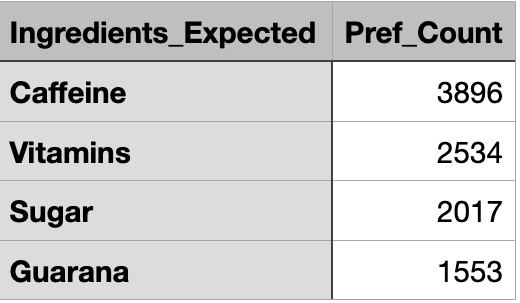 Ingredients_Expected Pref_Count
Caffeine 3896
Vitamins 2534
Sugar 2017
Guarana 1553